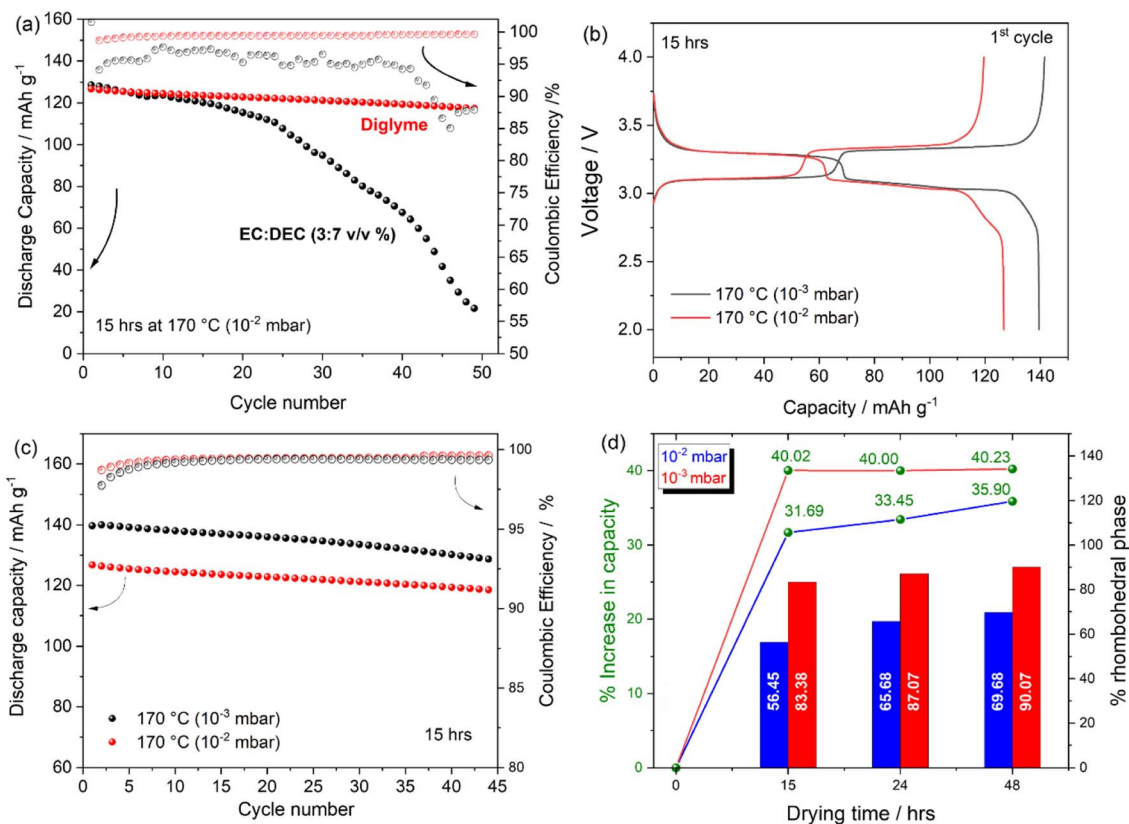 (a)
160
140
120
100
80
60
40
20
0
Discharge Capacity / mAh g⁻¹
0 10 20 30 40 50
Cycle number
100
95
90
85
80
75
70
65
60
55
50
Coulombic Efficiency /%
Diglyme
EC:DEC (3:7 v/v %)
15 hrs at 170 °C (10⁻² mbar)
(b)
15 hrs
1st cycle
4.0
3.5
3.0
2.5
2.0
Voltage / V
170 °C (10⁻³ mbar)
170 °C (10⁻² mbar)
0 20 40 60 80 100 120 140
Capacity / mAh g⁻¹
(c)
160
140
120
100
80
60
Discharge capacity / mAh g⁻¹
170 °C (10⁻³ mbar)
170 °C (10⁻² mbar)
15 hrs
0 5 10 15 20 25 30 35 40 45
Cycle number
100
95
92
85
80
Coulombic Efficiency / %
(d)
10⁻² mbar
10⁻³ mbar
40
30
20
10
0
% Increase in capacity
40.02 40.00 40.23
31.69 33.45 35.90
56.45 83.38 65.68 87.07 69.68 90.07
0 15 24 48
Drying time / hrs
140
120
100
80
60
40
20
0
% rhombohedral phase